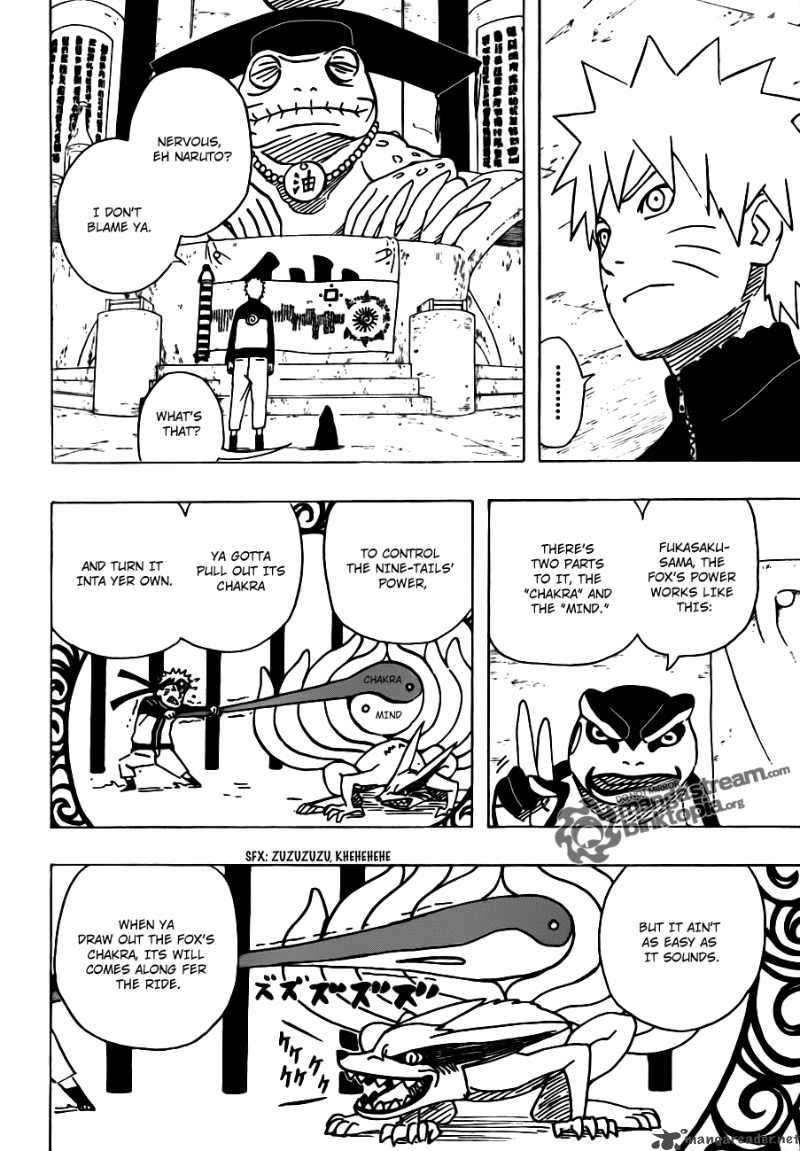 ………
NERVOUS,
EH NARUTO?
I DON'T
BLAME YA.
WHAT'S
THAT?
油
FUKASAKU-
SAMA, THE
FOX'S POWER
WORKS LIKE
THIS:
THERE'S
TWO PARTS
TO IT, THE
"CHAKRA" AND
THE "MIND."
TO CONTROL
THE NINE-TAILS'
POWER,
YA GOTTA
PULL OUT ITS
CHAKRA
AND TURN IT
INTA YER OWN.
CHAKRA
MIND
DO NOT MIRROR
mangastream.com
binktopia.org
SFX: ZUZUZUZU, KHEHEHEHE
BUT IT AIN'T
AS EASY AS
IT SOUNDS.
WHEN YA
DRAW OUT THE FOX'S
CHAKRA, ITS WILL
COMES ALONG FER
THE RIDE.
ズズズズズズ
ケケケ
ケケ
mangareader.net